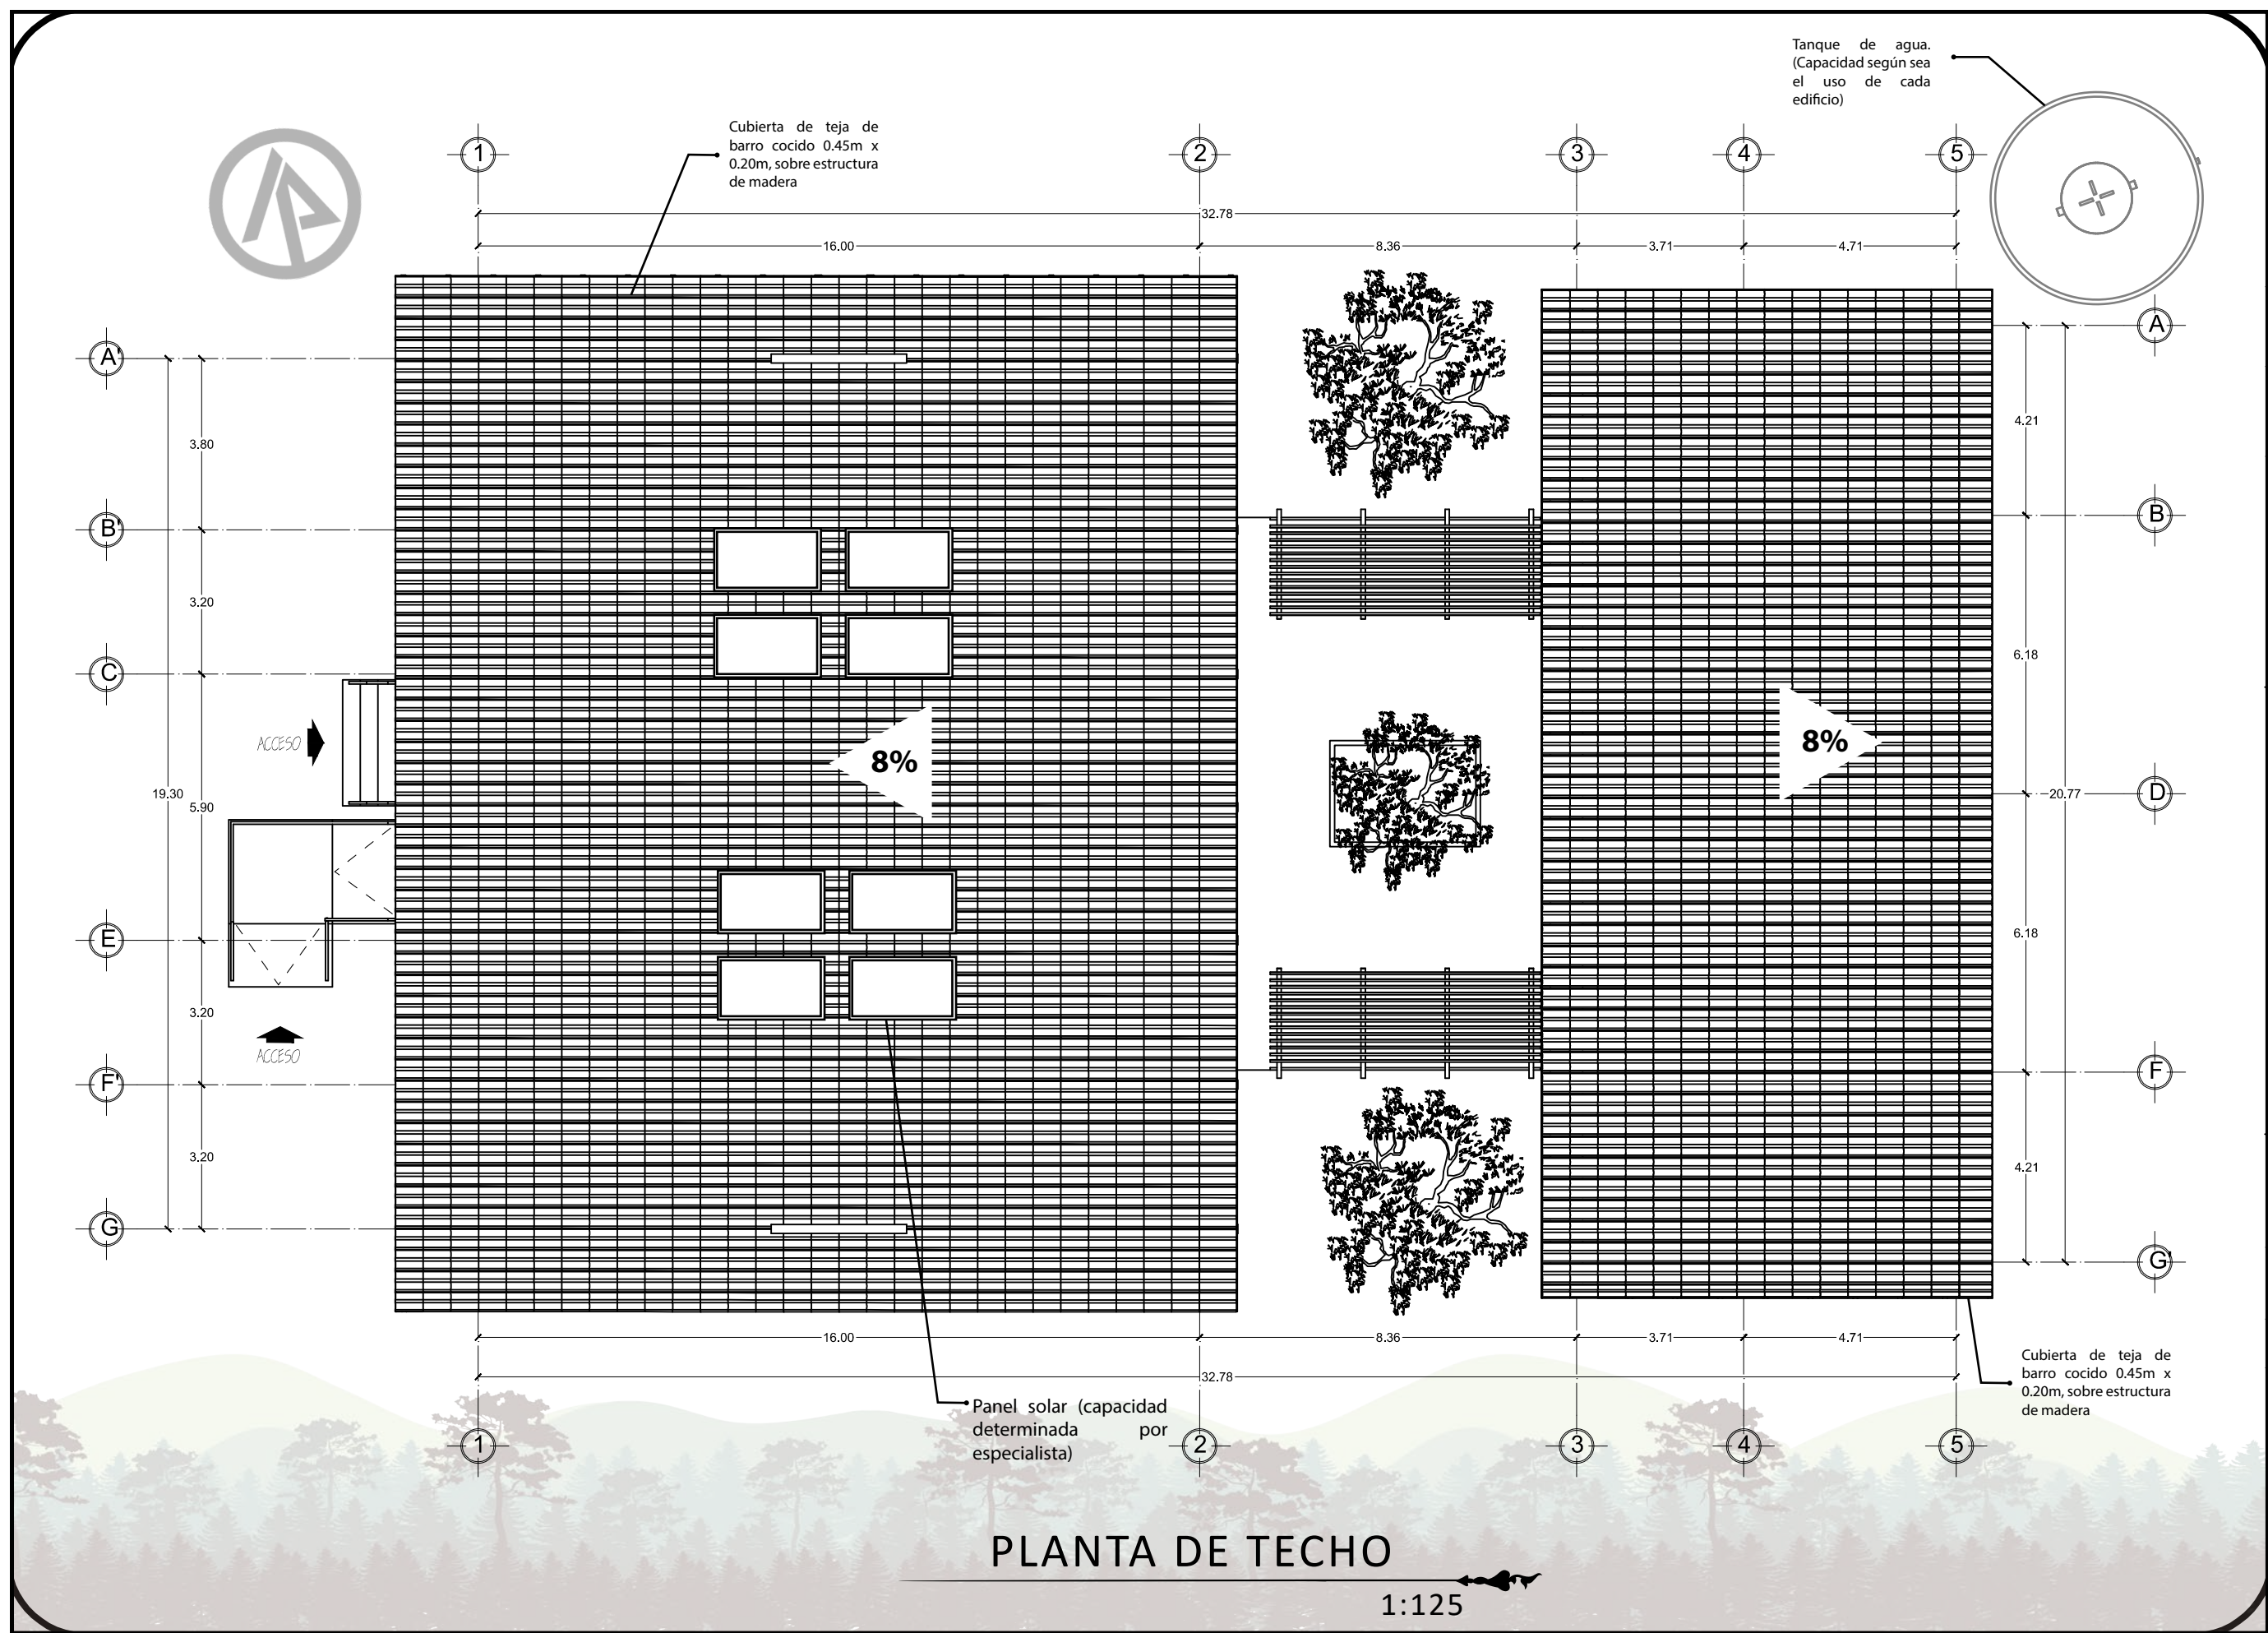 Tanque de agua.
(Capacidad según sea
el uso de cada
edificio)
Cubierta de teja de
barro cocido 0.45m x
0.20m, sobre estructura
de madera
1
2
3
4
5
32.78
16.00
8.36
3.71
4.71
A'
B'
C
E
F'
G
3.80
3.20
5.90
3.20
3.20
19.30
ACCESO
ACCESO
8%
8%
A
B
D
F
G'
4.21
6.18
6.18
4.21
20.77
16.00
8.36
3.71
4.71
32.78
Cubierta de teja de
barro cocido 0.45m x
0.20m, sobre estructura
de madera
Panel solar (capacidad
determinada por
especialista)
1
2
3
4
5
PLANTA DE TECHO
1:125